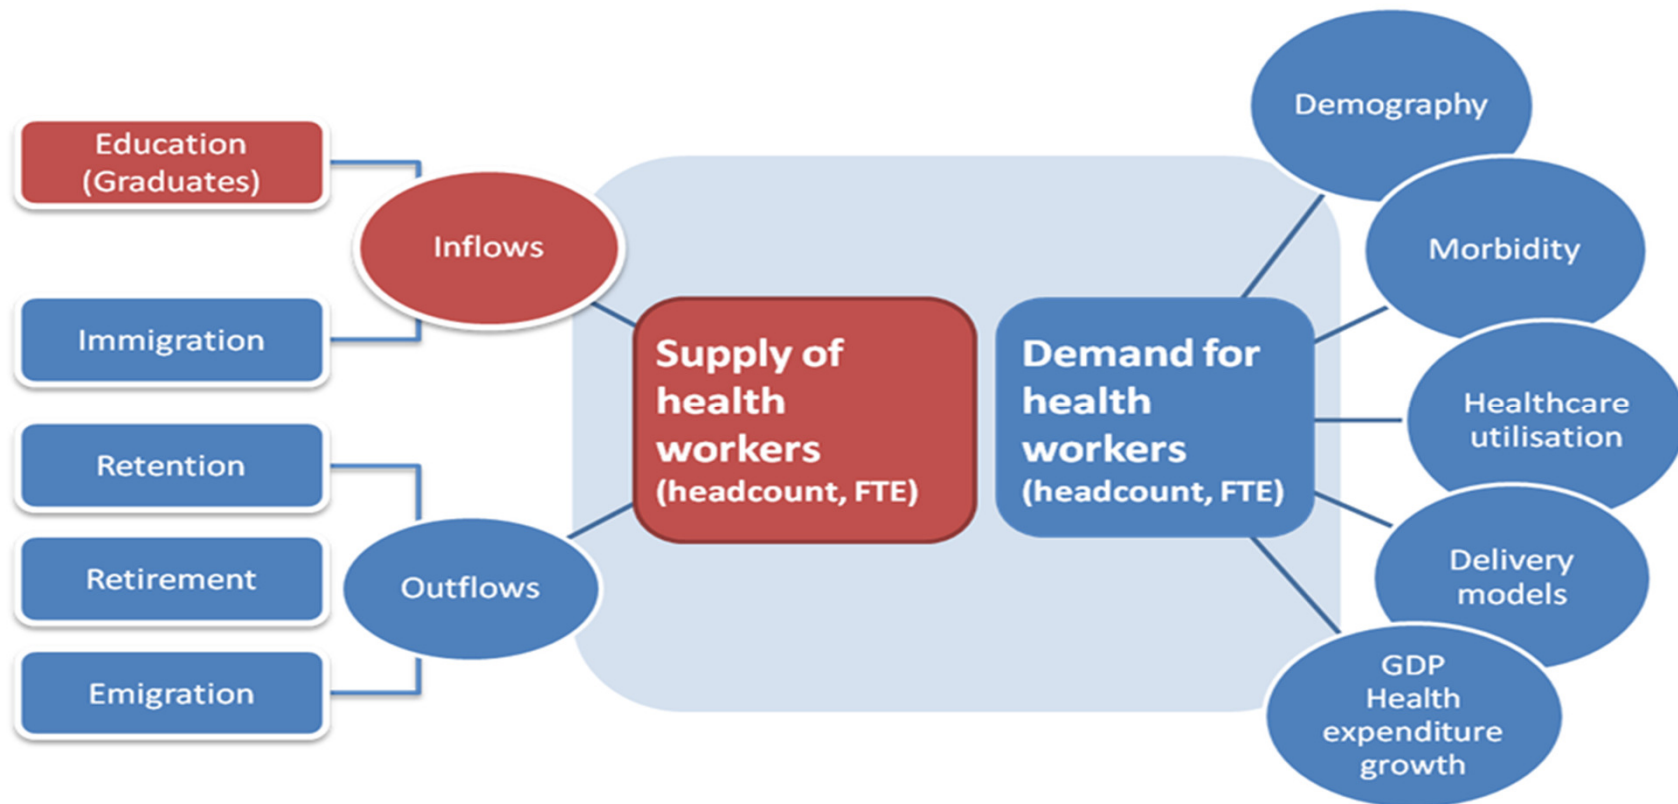 Education
(Graduates)
Immigration
Retention
Retirement
Emigration
Inflows
Outflows
Supply of
health
workers
(headcount, FTE)
Demand for
health
workers
(headcount, FTE)
Demography
Morbidity
Healthcare
utilisation
Delivery
models
GDP
Health
expenditure
growth